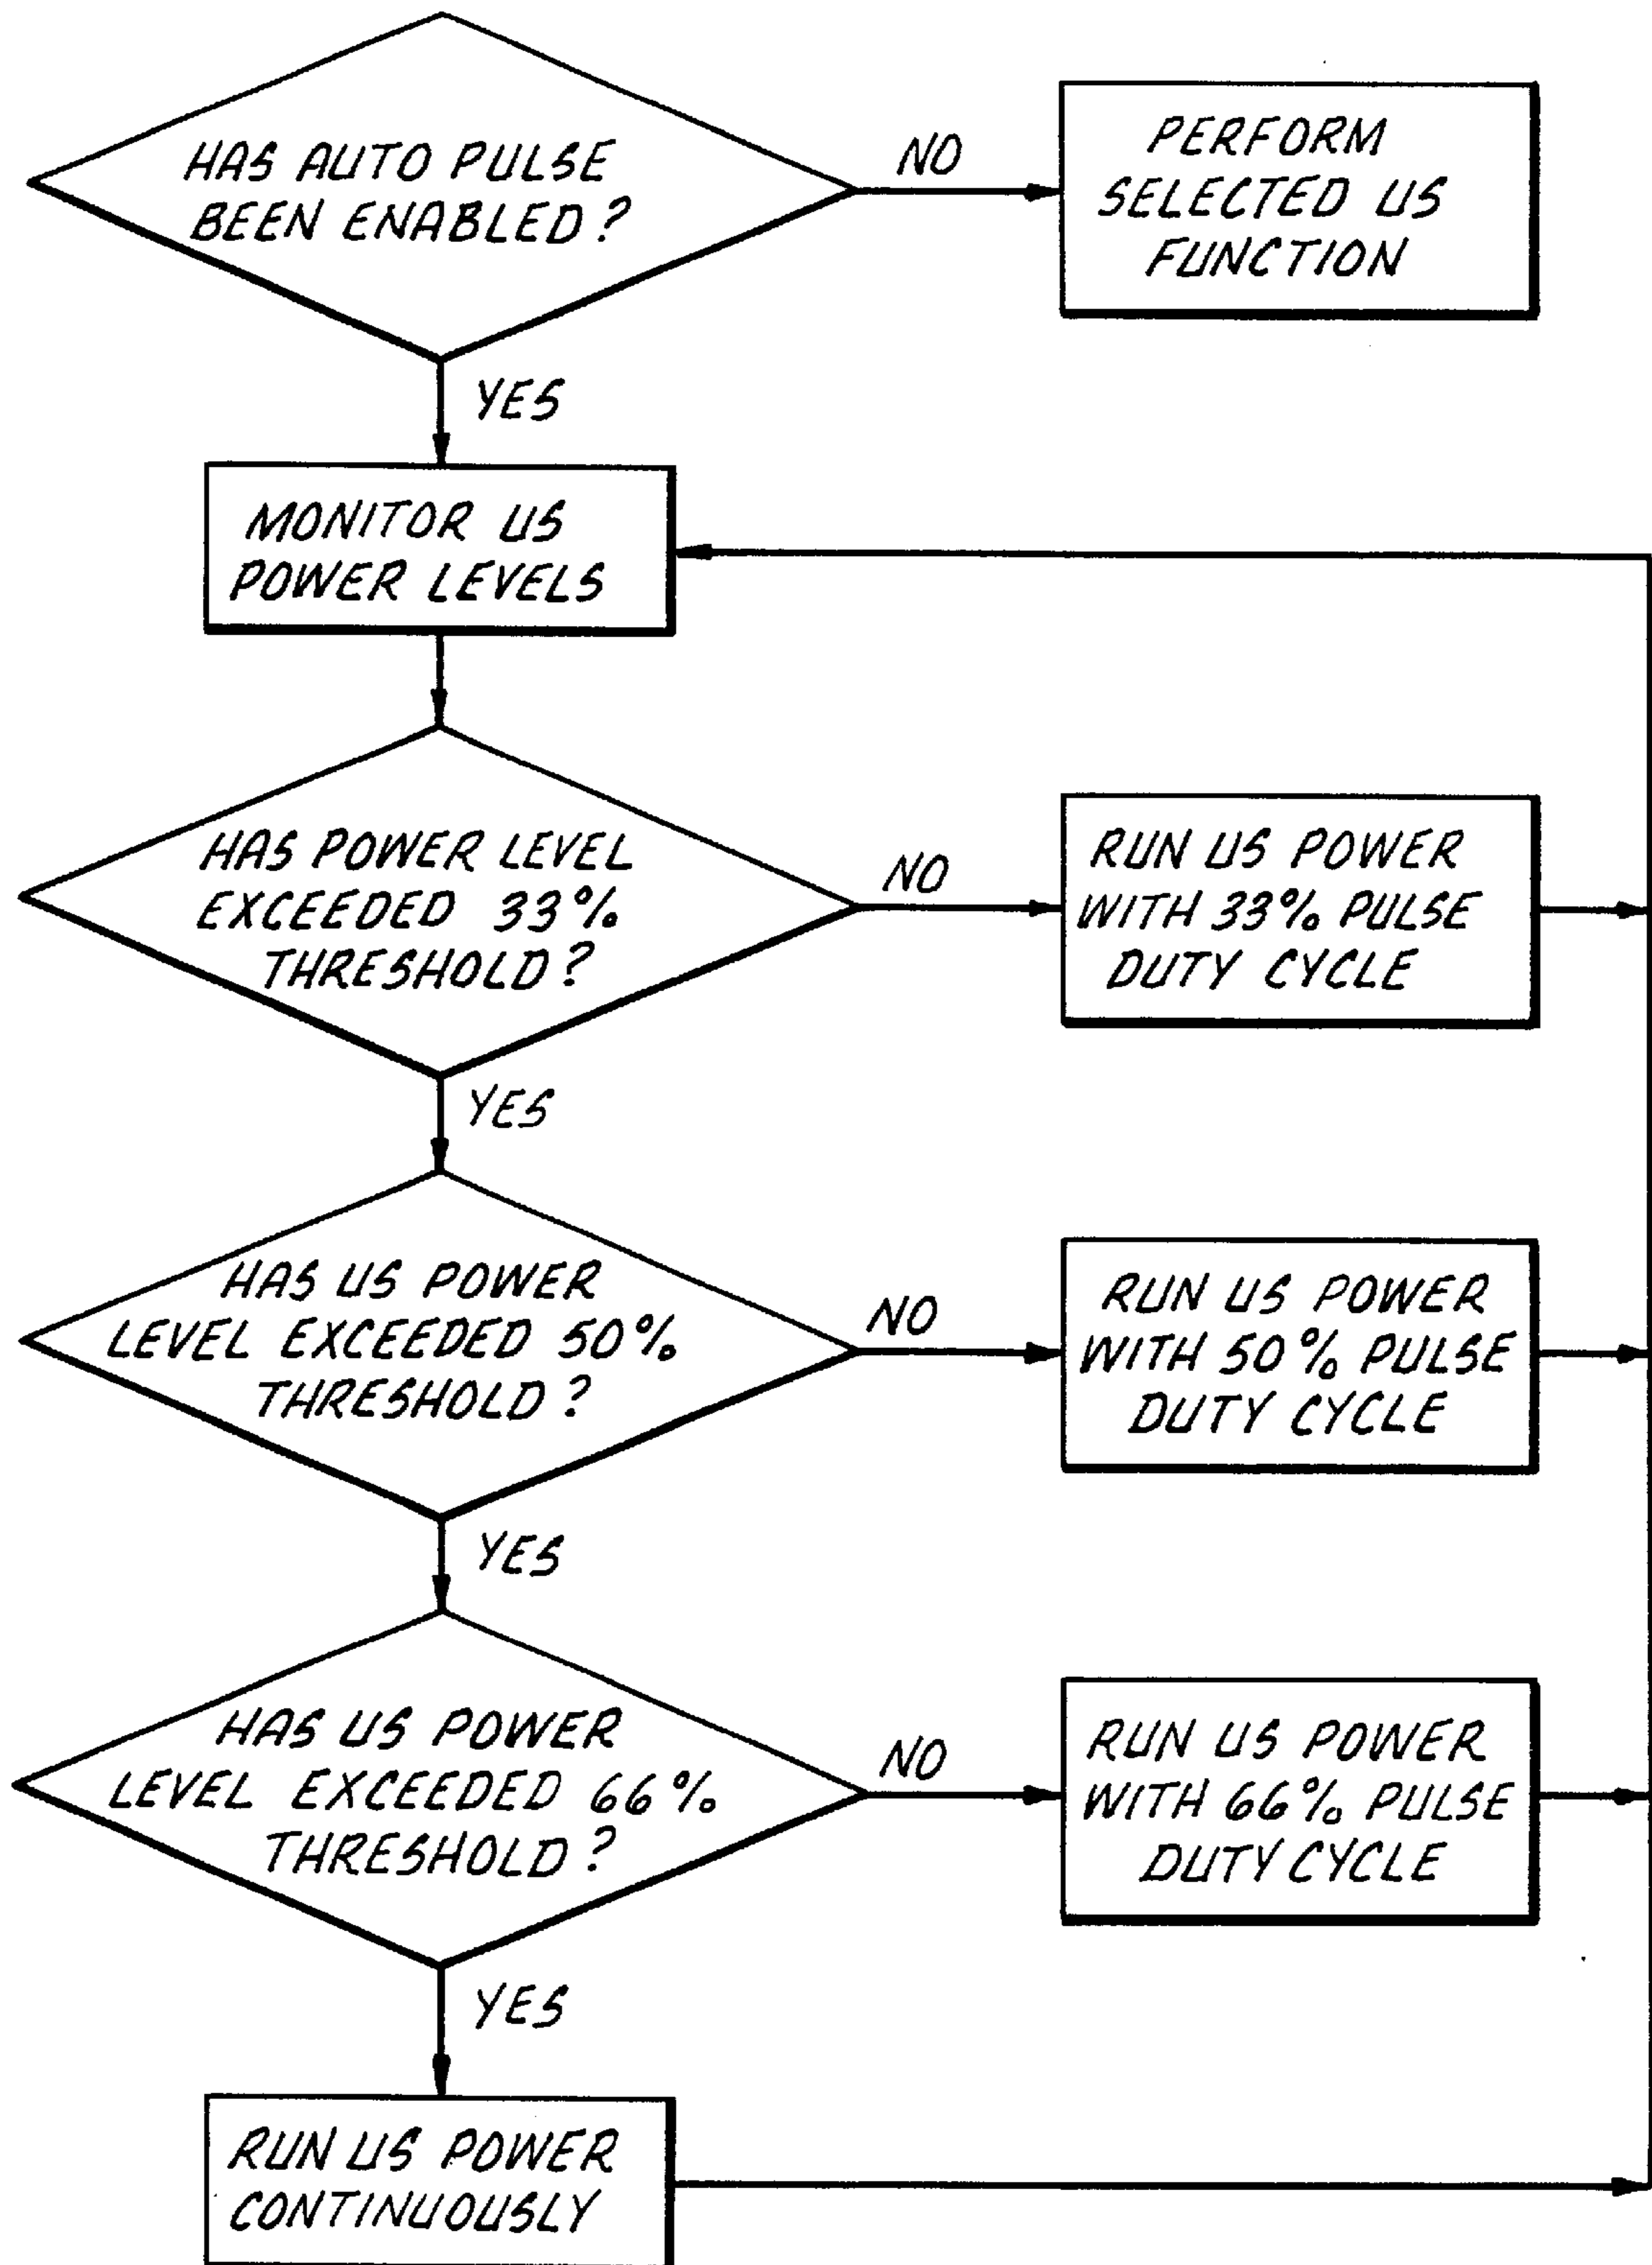 HAS AUTO PULSE
BEEN ENABLED?
NO
PERFORM
SELECTED US
FUNCTION
YES
MONITOR US
POWER LEVELS
HAS POWER LEVEL
EXCEEDED 33%
THRESHOLD?
NO
RUN US POWER
WITH 33% PULSE
DUTY CYCLE
YES
HAS US POWER
LEVEL EXCEEDED 50%
THRESHOLD?
NO
RUN US POWER
WITH 50% PULSE
DUTY CYCLE
YES
HAS US POWER
LEVEL EXCEEDED 66%
THRESHOLD?
NO
RUN US POWER
WITH 66% PULSE
DUTY CYCLE
YES
RUN US POWER
CONTINUOUSLY